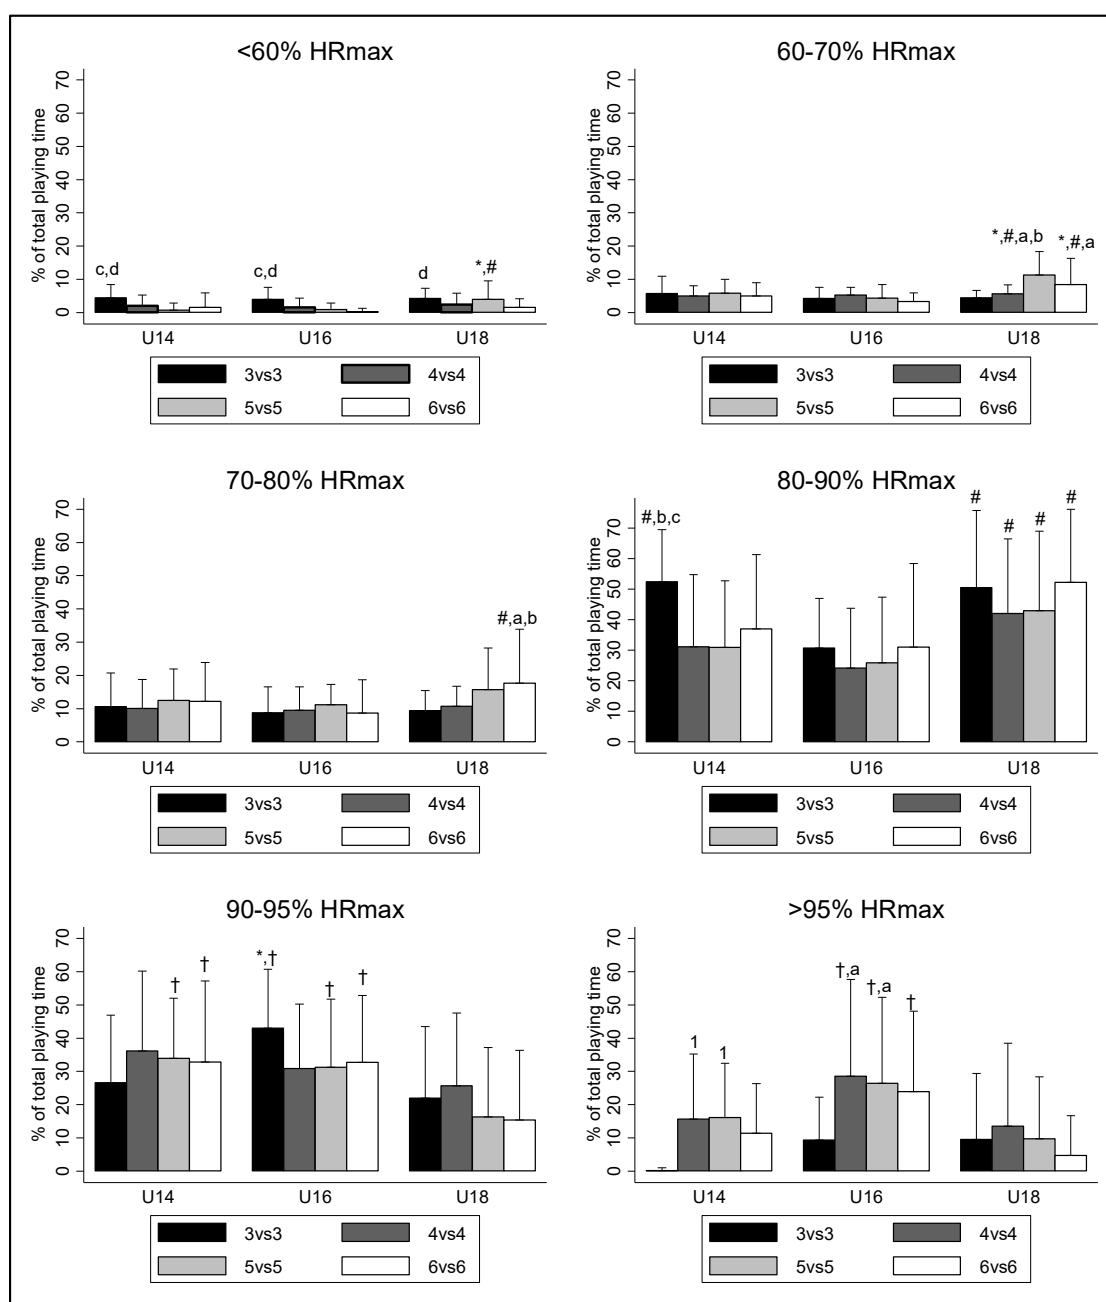 <60% HRmax
60-70% HRmax
% of total playing time
0 10 20 30 40 50 60 70
c,d
c,d
d
*,#
U14 U16 U18
3vs3 4vs4
5vs5 6vs6
% of total playing time
0 10 20 30 40 50 60 70
*,#,a,b
*,#,a
U14 U16 U18
3vs3 4vs4
5vs5 6vs6
70-80% HRmax
80-90% HRmax
% of total playing time
0 10 20 30 40 50 60 70
#,a,b
U14 U16 U18
3vs3 4vs4
5vs5 6vs6
% of total playing time
0 10 20 30 40 50 60 70
#,b,c
#
#
#
#
U14 U16 U18
3vs3 4vs4
5vs5 6vs6
90-95% HRmax
>95% HRmax
% of total playing time
0 10 20 30 40 50 60 70
†
†
*,†
†
†
U14 U16 U18
3vs3 4vs4
5vs5 6vs6
% of total playing time
0 10 20 30 40 50 60 70
1
1
†,a
†,a
†
U14 U16 U18
3vs3 4vs4
5vs5 6vs6